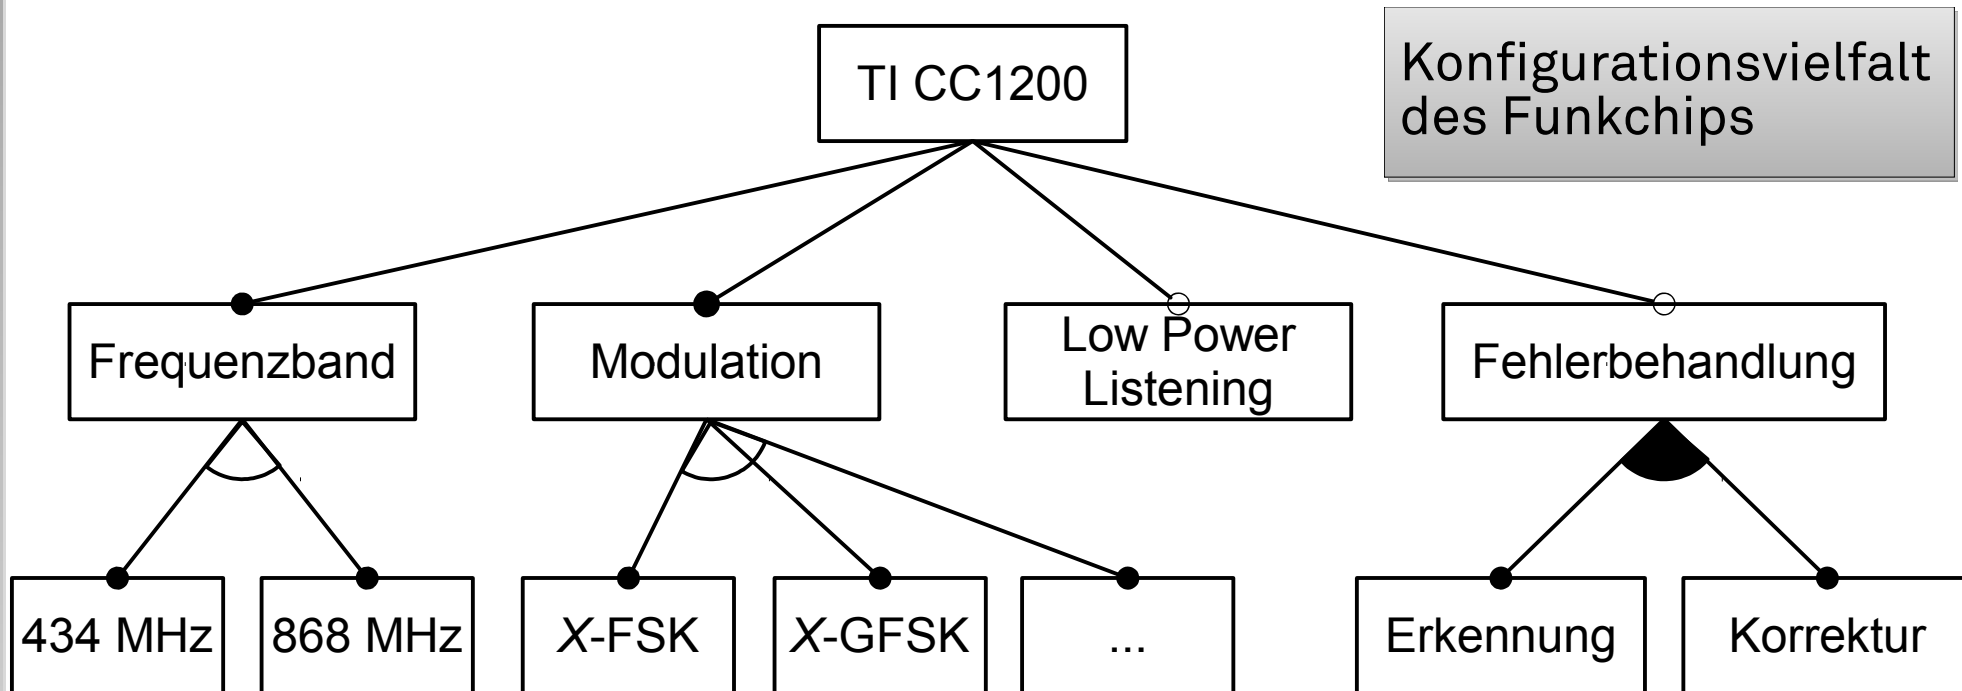 TI CC1200
Konfigurationsvielfalt
des Funkchips
Frequenzband
Modulation
Low Power
Listening
Fehlerbehandlung
434 MHz
868 MHz
X-FSK
X-GFSK
...
Erkennung
Korrektur